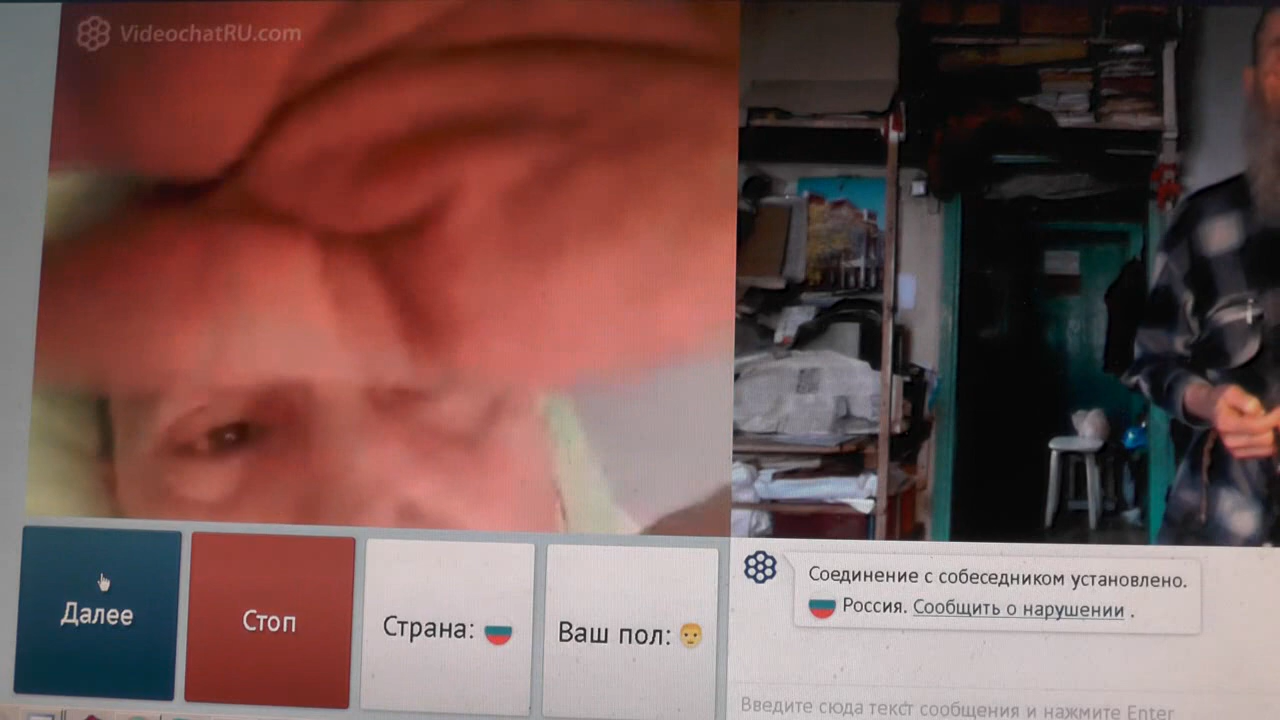 VideochatRU.com
Далее
Стоп
Страна:
Ваш пол:
Соединение с собеседником установлено.
Россия. Сообщить о нарушении .
Введите сюда текст сообщения и нажмите Enter